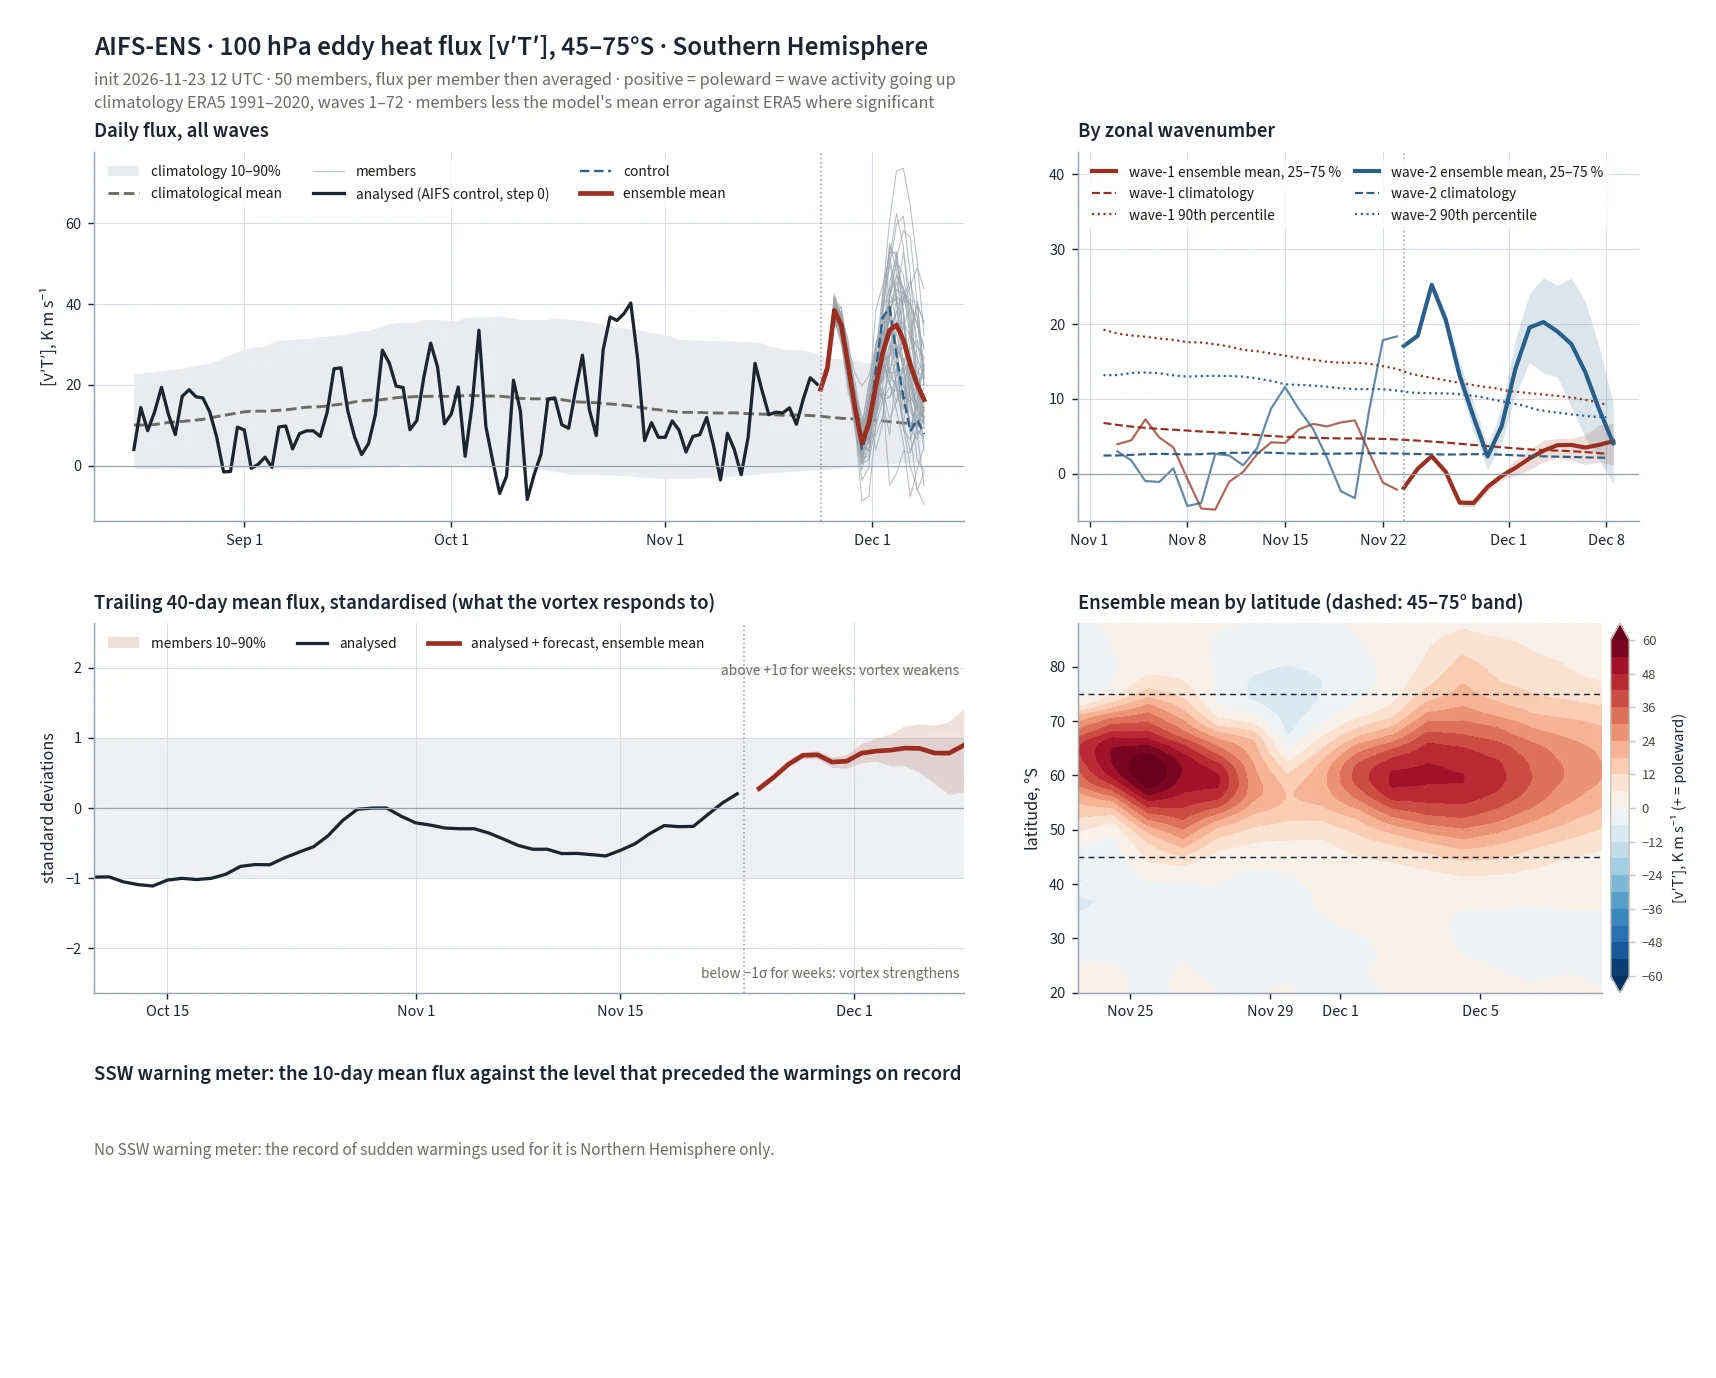 AIFS-ENS · 100 hPa eddy heat flux [v′T′], 45–75°S · Southern Hemisphere
init 2026-11-23 12 UTC · 50 members, flux per member then averaged · positive = poleward = wave activity going up
climatology ERA5 1991–2020, waves 1–72 · members less the model's mean error against ERA5 where significant
Daily flux, all waves
climatology 10–90%
climatological mean
members
analysed (AIFS control, step 0)
control
ensemble mean
[v′T′], K m s⁻¹
60
40
20
0
Sep 1
Oct 1
Nov 1
Dec 1
By zonal wavenumber
wave-1 ensemble mean, 25–75 %
wave-1 climatology
wave-1 90th percentile
wave-2 ensemble mean, 25–75 %
wave-2 climatology
wave-2 90th percentile
40
30
20
10
0
Nov 1
Nov 8
Nov 15
Nov 22
Dec 1
Dec 8
Trailing 40-day mean flux, standardised (what the vortex responds to)
members 10–90%
analysed
analysed + forecast, ensemble mean
above +1σ for weeks: vortex weakens
below −1σ for weeks: vortex strengthens
standard deviations
2
1
0
−1
−2
Oct 15
Nov 1
Nov 15
Dec 1
Ensemble mean by latitude (dashed: 45–75° band)
latitude, °S
80
70
60
50
40
30
20
Nov 25
Nov 29
Dec 1
Dec 5
60
48
36
24
12
0
−12
−24
−36
−48
−60
[v′T′], K m s⁻¹ (+ = poleward)
SSW warning meter: the 10-day mean flux against the level that preceded the warmings on record
No SSW warning meter: the record of sudden warmings used for it is Northern Hemisphere only.